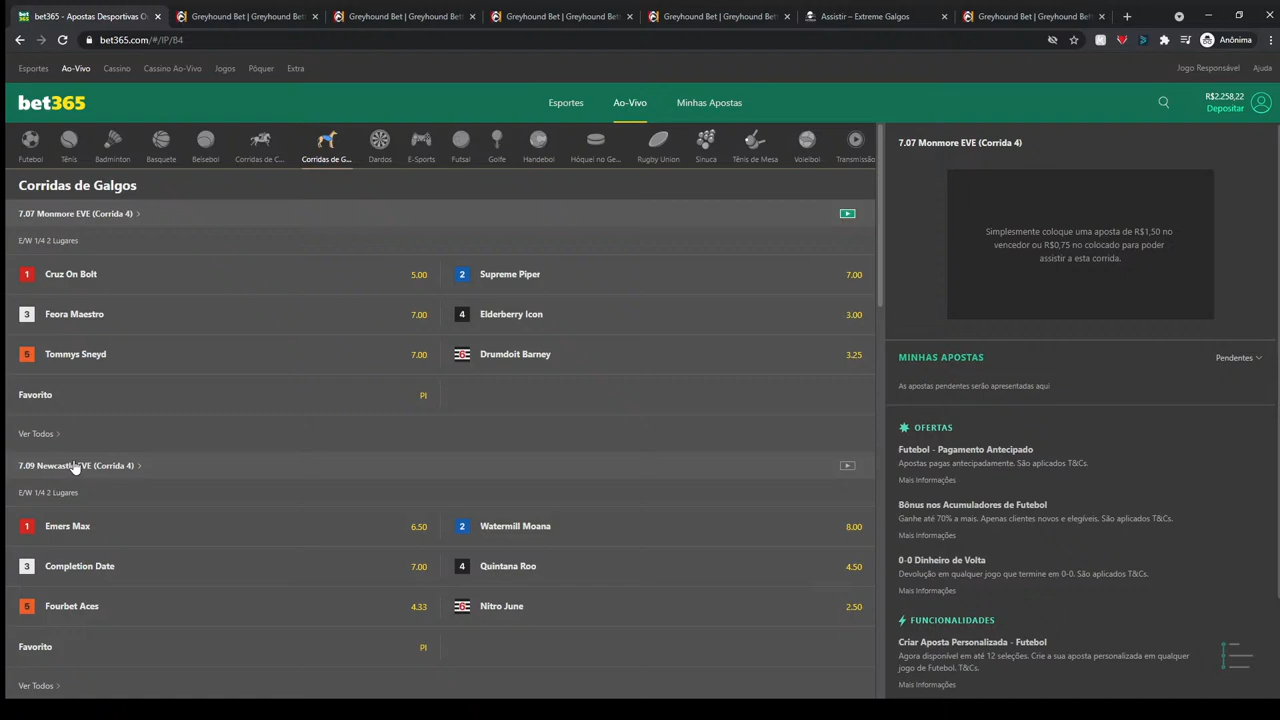 bet365 - Apostas Desportivas O
Greyhound Bet | Greyhound Bet
Greyhound Bet | Greyhound Bet
Greyhound Bet | Greyhound Bet
Greyhound Bet | Greyhound Bet
Assistir – Extreme Galgos
Greyhound Bet | Greyhound Bet
bet365.com/#/IP/B4
Anônima
Esportes Ao-Vivo Cassino Cassino Ao-Vivo Jogos Pôquer Extra
Jogo Responsável Ajuda
bet365
Esportes Ao-Vivo Minhas Apostas
R$2.258,22
Depositar
Futebol Tênis Badminton Basquete Beisebol Corridas de C... Corridas de G... Dardos E-Sports Futsal Golfe Handebol Hóquei no Ge... Rugby Union Sinuca Tênis de Mesa Voleibol Transmissão
Corridas de Galgos
7.07 Monmore EVE (Corrida 4)
E/W 1/4 2 Lugares
1 Cruz On Bolt 5.00
2 Supreme Piper 7.00
3 Feora Maestro 7.00
4 Elderberry Icon 3.00
5 Tommys Sneyd 7.00
6 Drumdoit Barney 3.25
Favorito PI
Ver Todos
7.09 Newcastle EVE (Corrida 4)
E/W 1/4 2 Lugares
1 Emers Max 6.50
2 Watermill Moana 8.00
3 Completion Date 7.00
4 Quintana Roo 4.50
5 Fourbet Aces 4.33
6 Nitro June 2.50
Favorito PI
Ver Todos
7.07 Monmore EVE (Corrida 4)
Simplesmente coloque uma aposta de R$1,50 no
vencedor ou R$0,75 no colocado para poder
assistir a esta corrida.
MINHAS APOSTAS
Pendentes
As apostas pendentes serão apresentadas aqui
OFERTAS
Futebol - Pagamento Antecipado
Apostas pagas antecipadamente. São aplicados T&Cs.
Mais Informações
Bônus nos Acumuladores de Futebol
Ganhe até 70% a mais. Apenas clientes novos e elegíveis. São aplicados T&Cs.
Mais Informações
0-0 Dinheiro de Volta
Devolução em qualquer jogo que termine em 0-0. São aplicados T&Cs.
Mais Informações
FUNCIONALIDADES
Criar Aposta Personalizada - Futebol
Agora disponível em até 12 seleções. Crie a sua aposta personalizada em qualquer
jogo de Futebol. T&Cs.
Mais Informações